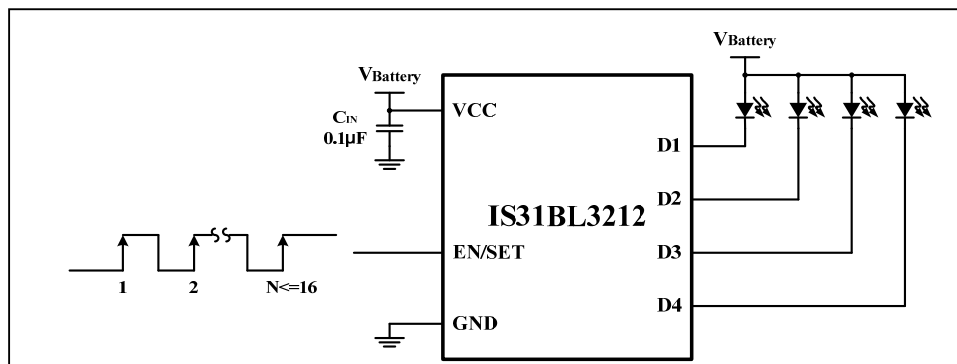 VBattery
VBattery
VCC
CIN
0.1µF
D1
D2
IS31BL3212
EN/SET
D3
1
2
N<=16
D4
GND